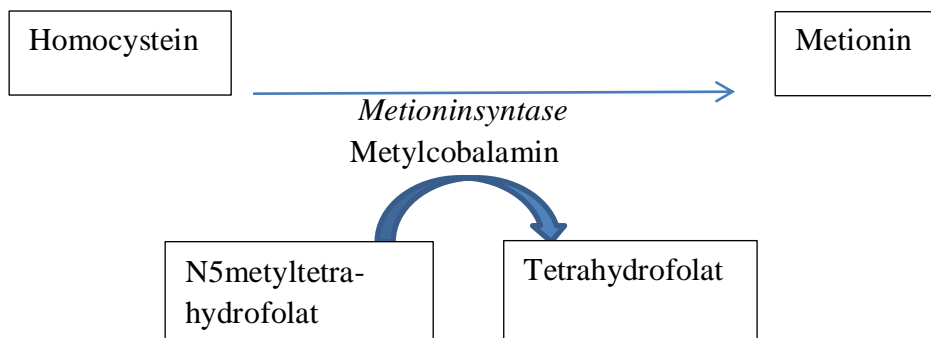 Homocystein
Metionin
Metioninsyntase
Metylcobalamin
N5metyltetra-
hydrofolat
Tetrahydrofolat